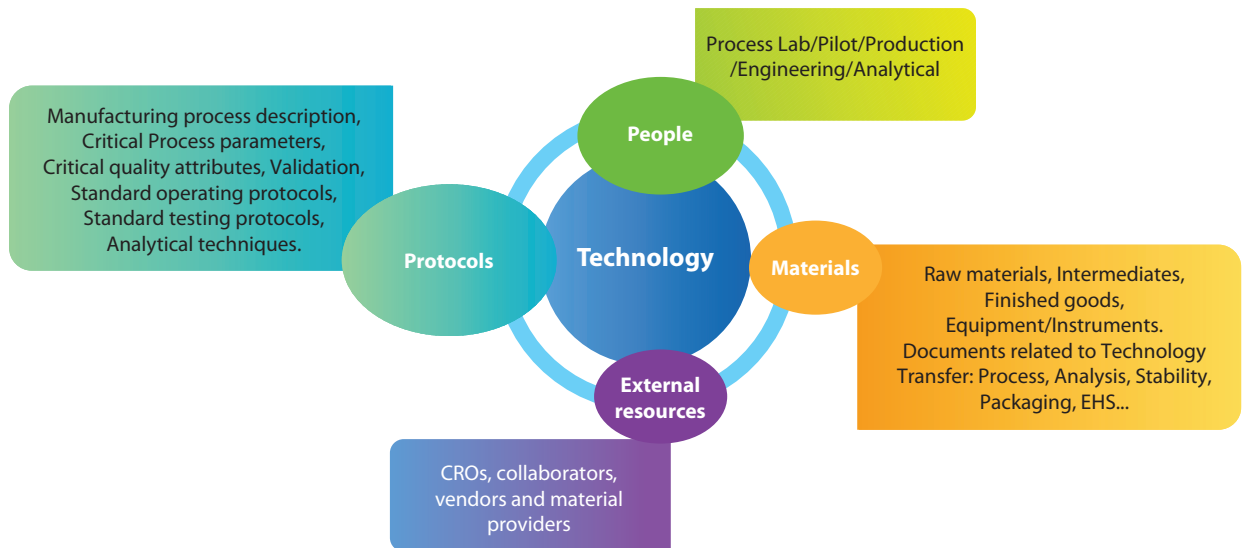 Process Lab/Pilot/Production
/Engineering/Analytical
People
Manufacturing process description,
Critical Process parameters,
Critical quality attributes, Validation,
Standard operating protocols,
Standard testing protocols,
Analytical techniques.
Protocols
Technology
Materials
Raw materials, Intermediates,
Finished goods,
Equipment/Instruments.
Documents related to Technology
Transfer: Process, Analysis, Stability,
Packaging, EHS...
External
resources
CROs, collaborators,
vendors and material
providers